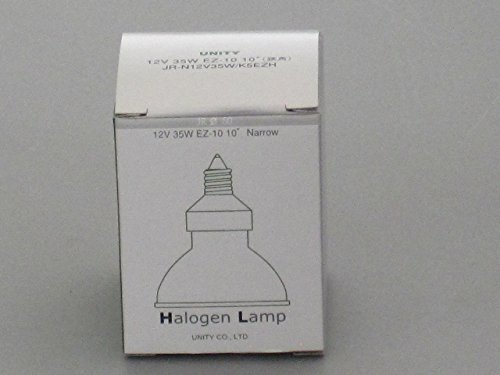 UNITY
12V 35W EZ-10 10° (狭角)
JR-N12V35W/K5EZH
12V 35W EZ-10 10° Narrow
Halogen Lamp
UNITY CO., LTD